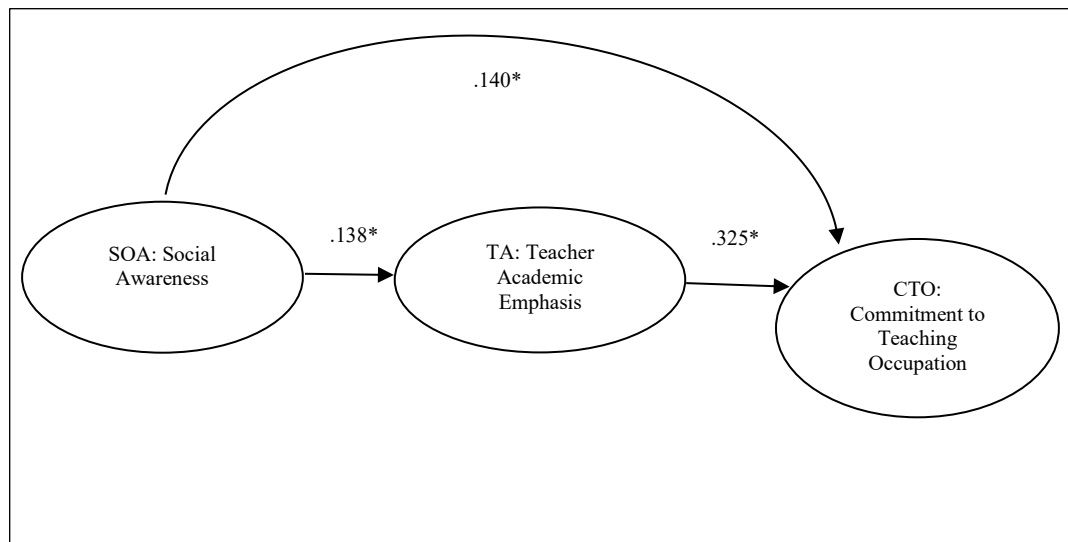 .140*
SOA: Social
Awareness
.138*
TA: Teacher
Academic
Emphasis
.325*
CTO:
Commitment to
Teaching
Occupation